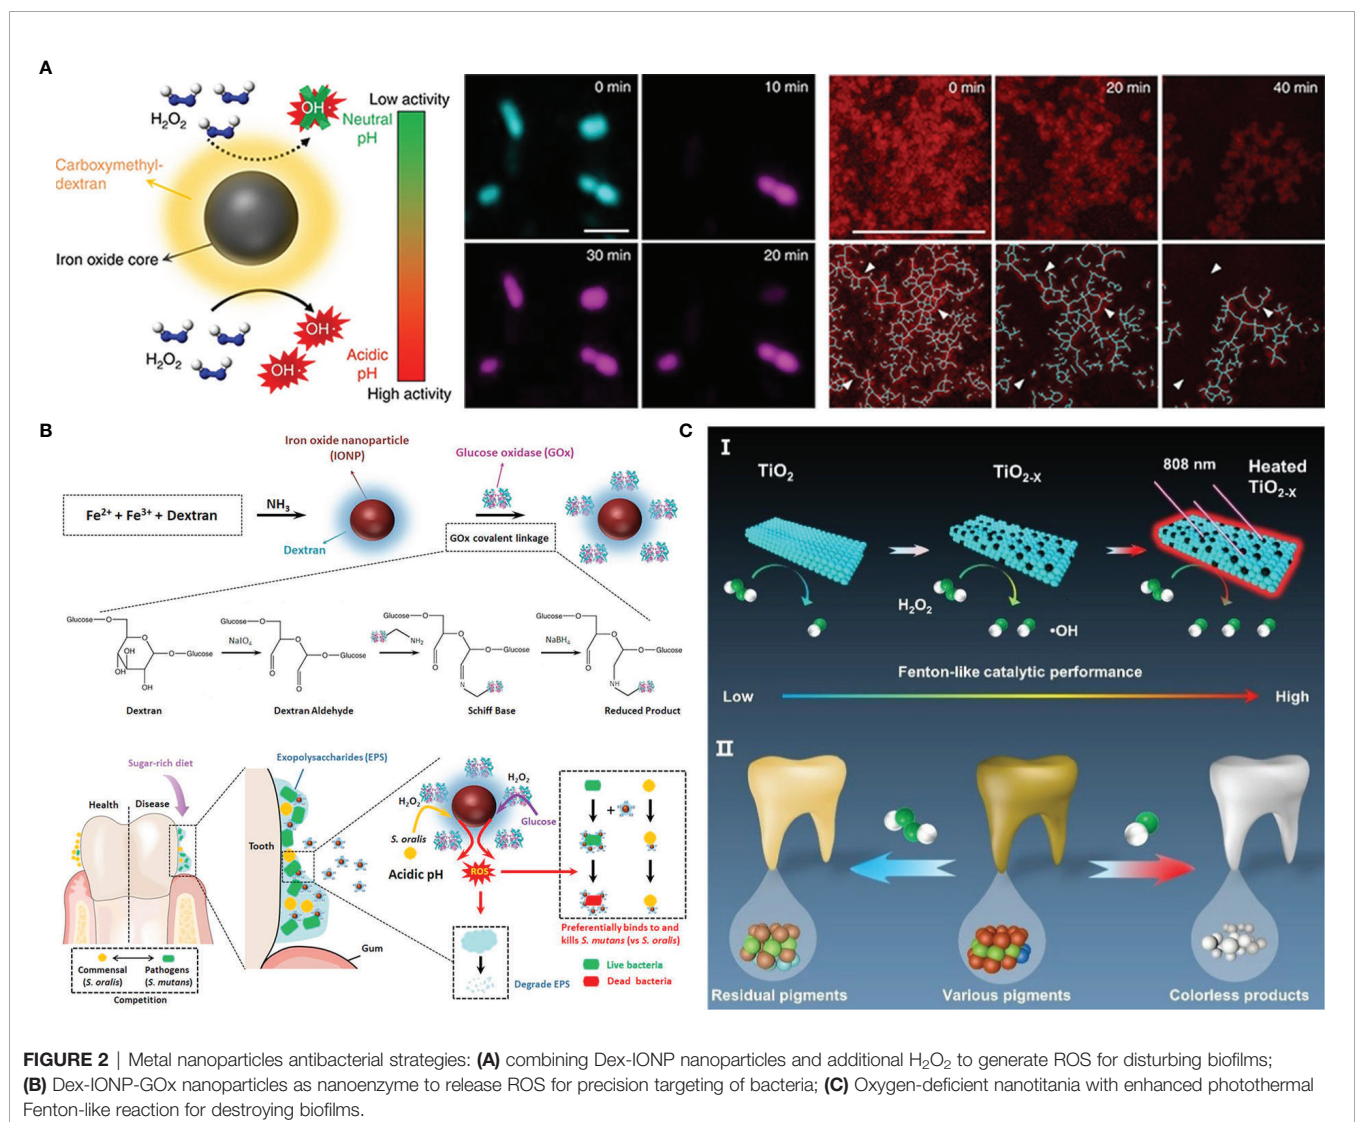 A
H₂O₂
OH·
Low activity
Neutral
pH
Carboxymethyl-
dextran
Iron oxide core
H₂O₂
OH·
OH·
Acidic
pH
High activity
0 min
10 min
30 min
20 min
0 min
20 min
40 min
B
Iron oxide nanoparticle
(IONP)
Glucose oxidase (GOx)
Fe²⁺ + Fe³⁺ + Dextran
NH₃
Dextran
GOx covalent linkage
Glucose
O
O
O
Glucose
OH
OH
OH
Dextran
NaIO₄
Glucose
O
O
O
Glucose
O
O
Dextran Aldehyde
NH₂
Glucose
O
O
O
Glucose
O
N
Schiff Base
NaBH₄
Glucose
O
O
O
Glucose
O
NH
Reduced Product
Sugar-rich diet
Health
Disease
Commensal
(S. oralis)
Pathogens
(S. mutans)
Competition
Exopolysaccharides (EPS)
Tooth
Gum
H₂O₂
H₂O₂
S. oralis
Glucose
Acidic pH
ROS
Degrade EPS
+
Preferentially binds to and
kills S. mutans (vs S. oralis)
Live bacteria
Dead bacteria
C
I
TiO₂
TiO₂₋ₓ
808 nm
Heated
TiO₂₋ₓ
H₂O₂
•OH
Fenton-like catalytic performance
Low
High
II
Residual pigments
Various pigments
Colorless products
FIGURE 2 | Metal nanoparticles antibacterial strategies: (A) combining Dex-IONP nanoparticles and additional H₂O₂ to generate ROS for disturbing biofilms;
(B) Dex-IONP-GOx nanoparticles as nanoenzyme to release ROS for precision targeting of bacteria; (C) Oxygen-deficient nanotitania with enhanced photothermal
Fenton-like reaction for destroying biofilms.